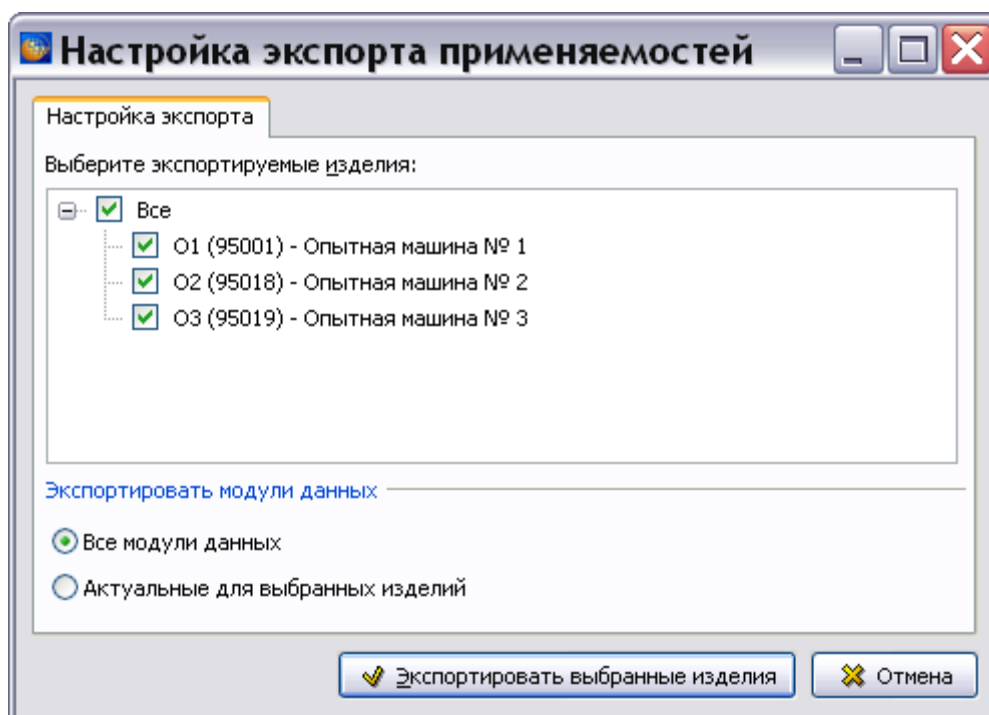 Настройка экспорта применяемостей
Настройка экспорта
Выберите экспортируемые изделия:
Все
О1 (95001) - Опытная машина № 1
О2 (95018) - Опытная машина № 2
О3 (95019) - Опытная машина № 3
Экспортировать модули данных
Все модули данных
Актуальные для выбранных изделий
Экспортировать выбранные изделия
Отмена